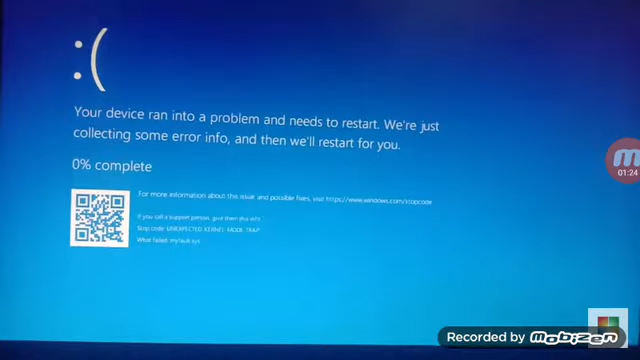 :(
Your device ran into a problem and needs to restart. We're just
collecting some error info, and then we'll restart for you.
0% complete
For more information about this issue and possible fixes, visit https://www.windows.com/stopcode
If you call a support person, give them this info:
Stop code: UNEXPECTED KERNEL MODE TRAP
What failed: myfault.sys
01:24
Recorded by Mobizen